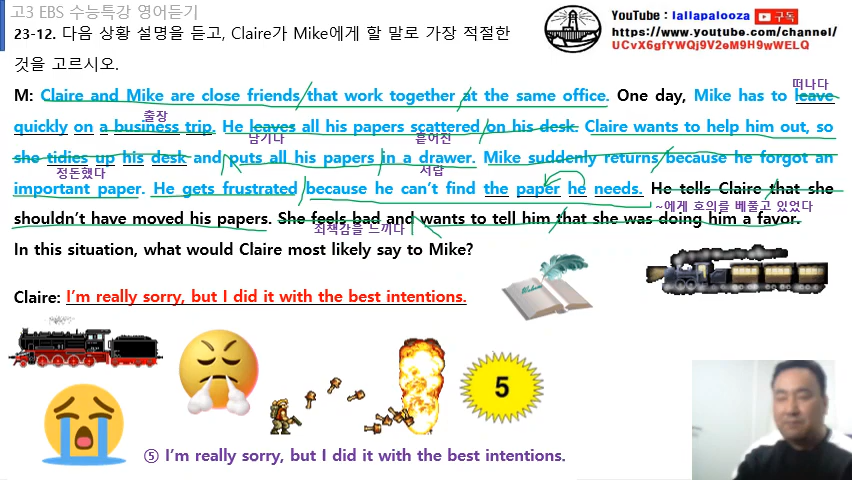 고3 EBS 수능특강 영어듣기
YouTube : lallapalooza 구독
https://www.youtube.com/channel/
UCvX6gfYWQj9V2eM9H9wWELQ
23-12. 다음 상황 설명을 듣고, Claire가 Mike에게 할 말로 가장 적절한
것을 고르시오.
떠나다
M: Claire and Mike are close friends that work together at the same office. One day, Mike has to leave
출장
quickly on a business trip. He leaves all his papers scattered on his desk. Claire wants to help him out, so
남기다 흩어진
she tidies up his desk and puts all his papers in a drawer. Mike suddenly returns because he forgot an
정돈했다 서랍
important paper. He gets frustrated because he can't find the paper he needs. He tells Claire that she
~에게 호의를 베풀고 있었다
shouldn't have moved his papers. She feels bad and wants to tell him that she was doing him a favor.
죄책감을 느끼다
In this situation, what would Claire most likely say to Mike?
Claire: I'm really sorry, but I did it with the best intentions.
5
⑤ I'm really sorry, but I did it with the best intentions.